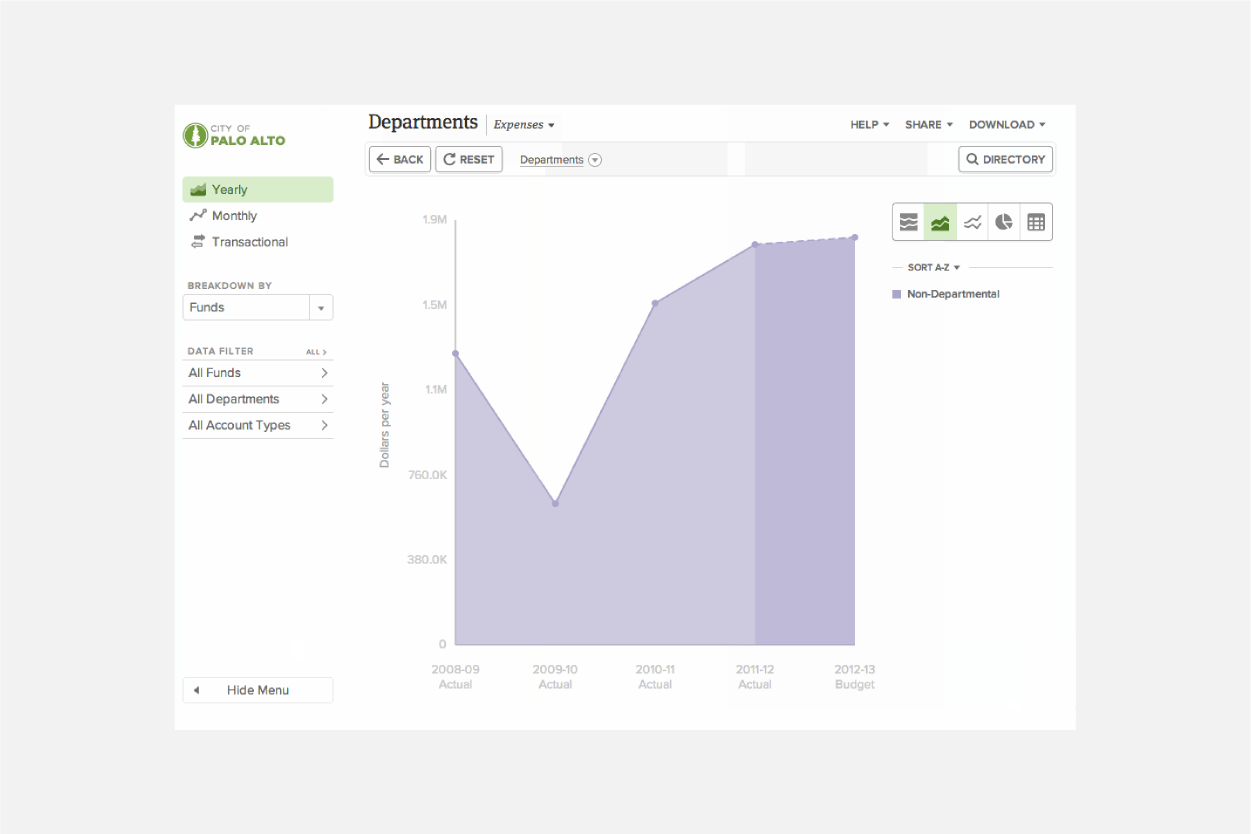 CITY OF
PALO ALTO
Departments
Expenses
HELP
SHARE
DOWNLOAD
BACK
RESET
Departments
DIRECTORY
Yearly
Monthly
Transactional
BREAKDOWN BY
Funds
DATA FILTER
ALL >
All Funds
All Departments
All Account Types
Hide Menu
Dollars per year
1.9M
1.5M
1.1M
760.0K
380.0K
0
2008-09
Actual
2009-10
Actual
2010-11
Actual
2011-12
Actual
2012-13
Budget
SORT A-Z
Non-Departmental